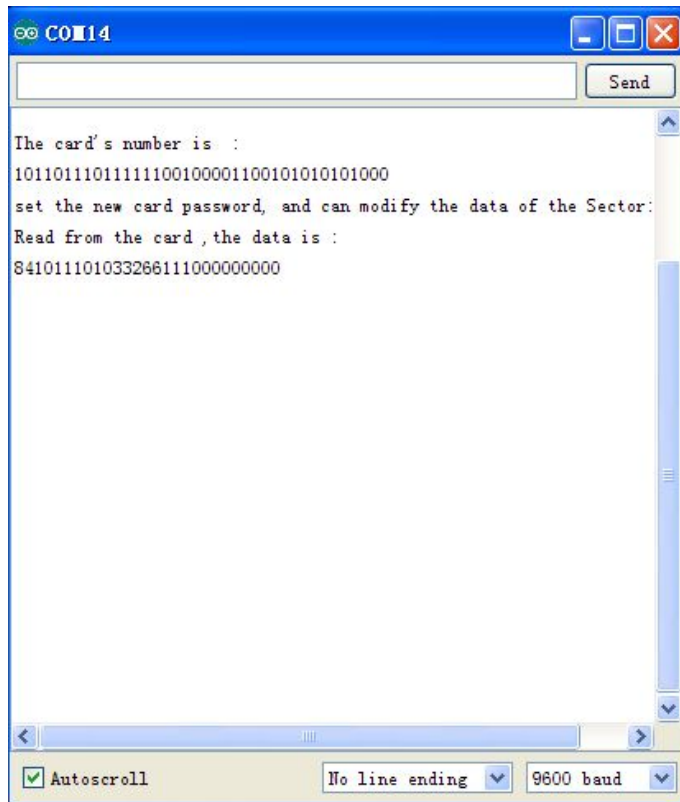 COM14
Send
The card's number is :
1011011101111110010000110010101010101000
set the new card password, and can modify the data of the Sector:
Read from the card ,the data is :
8410111010332661110000000000
Autoscroll
No line ending
9600 baud